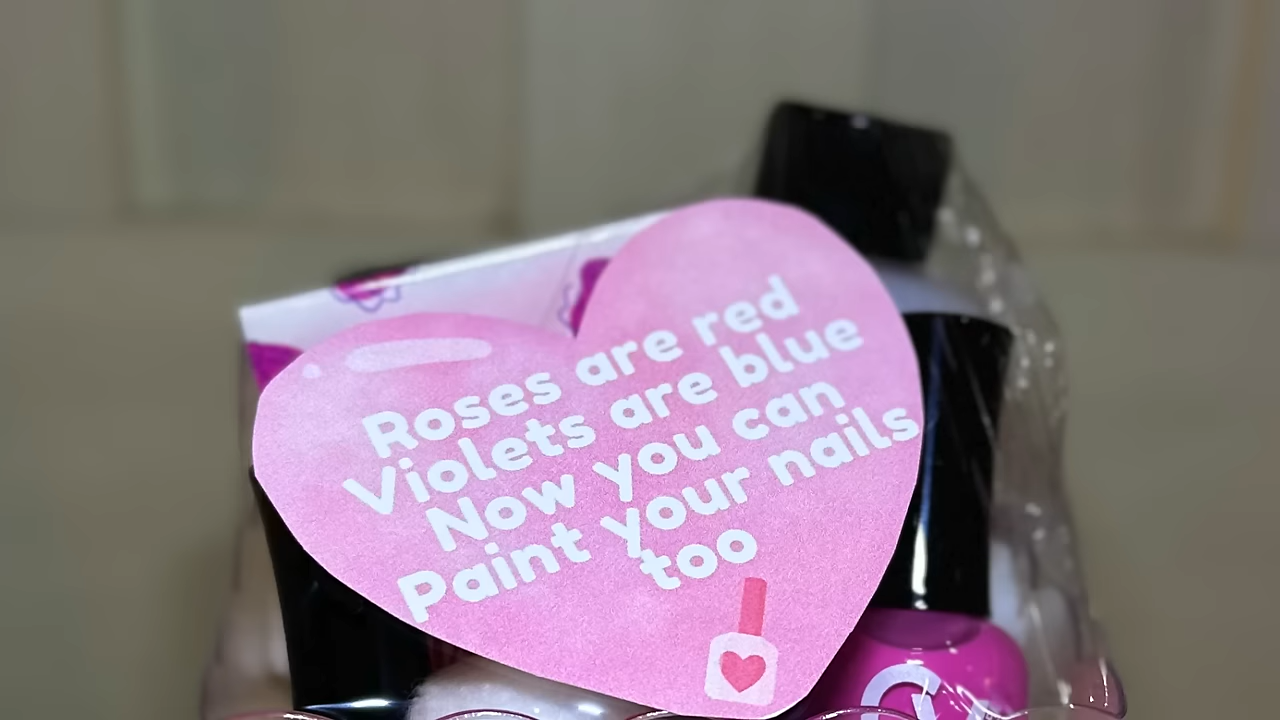 Roses are red
Violets are blue
Now you can
Paint your nails
too